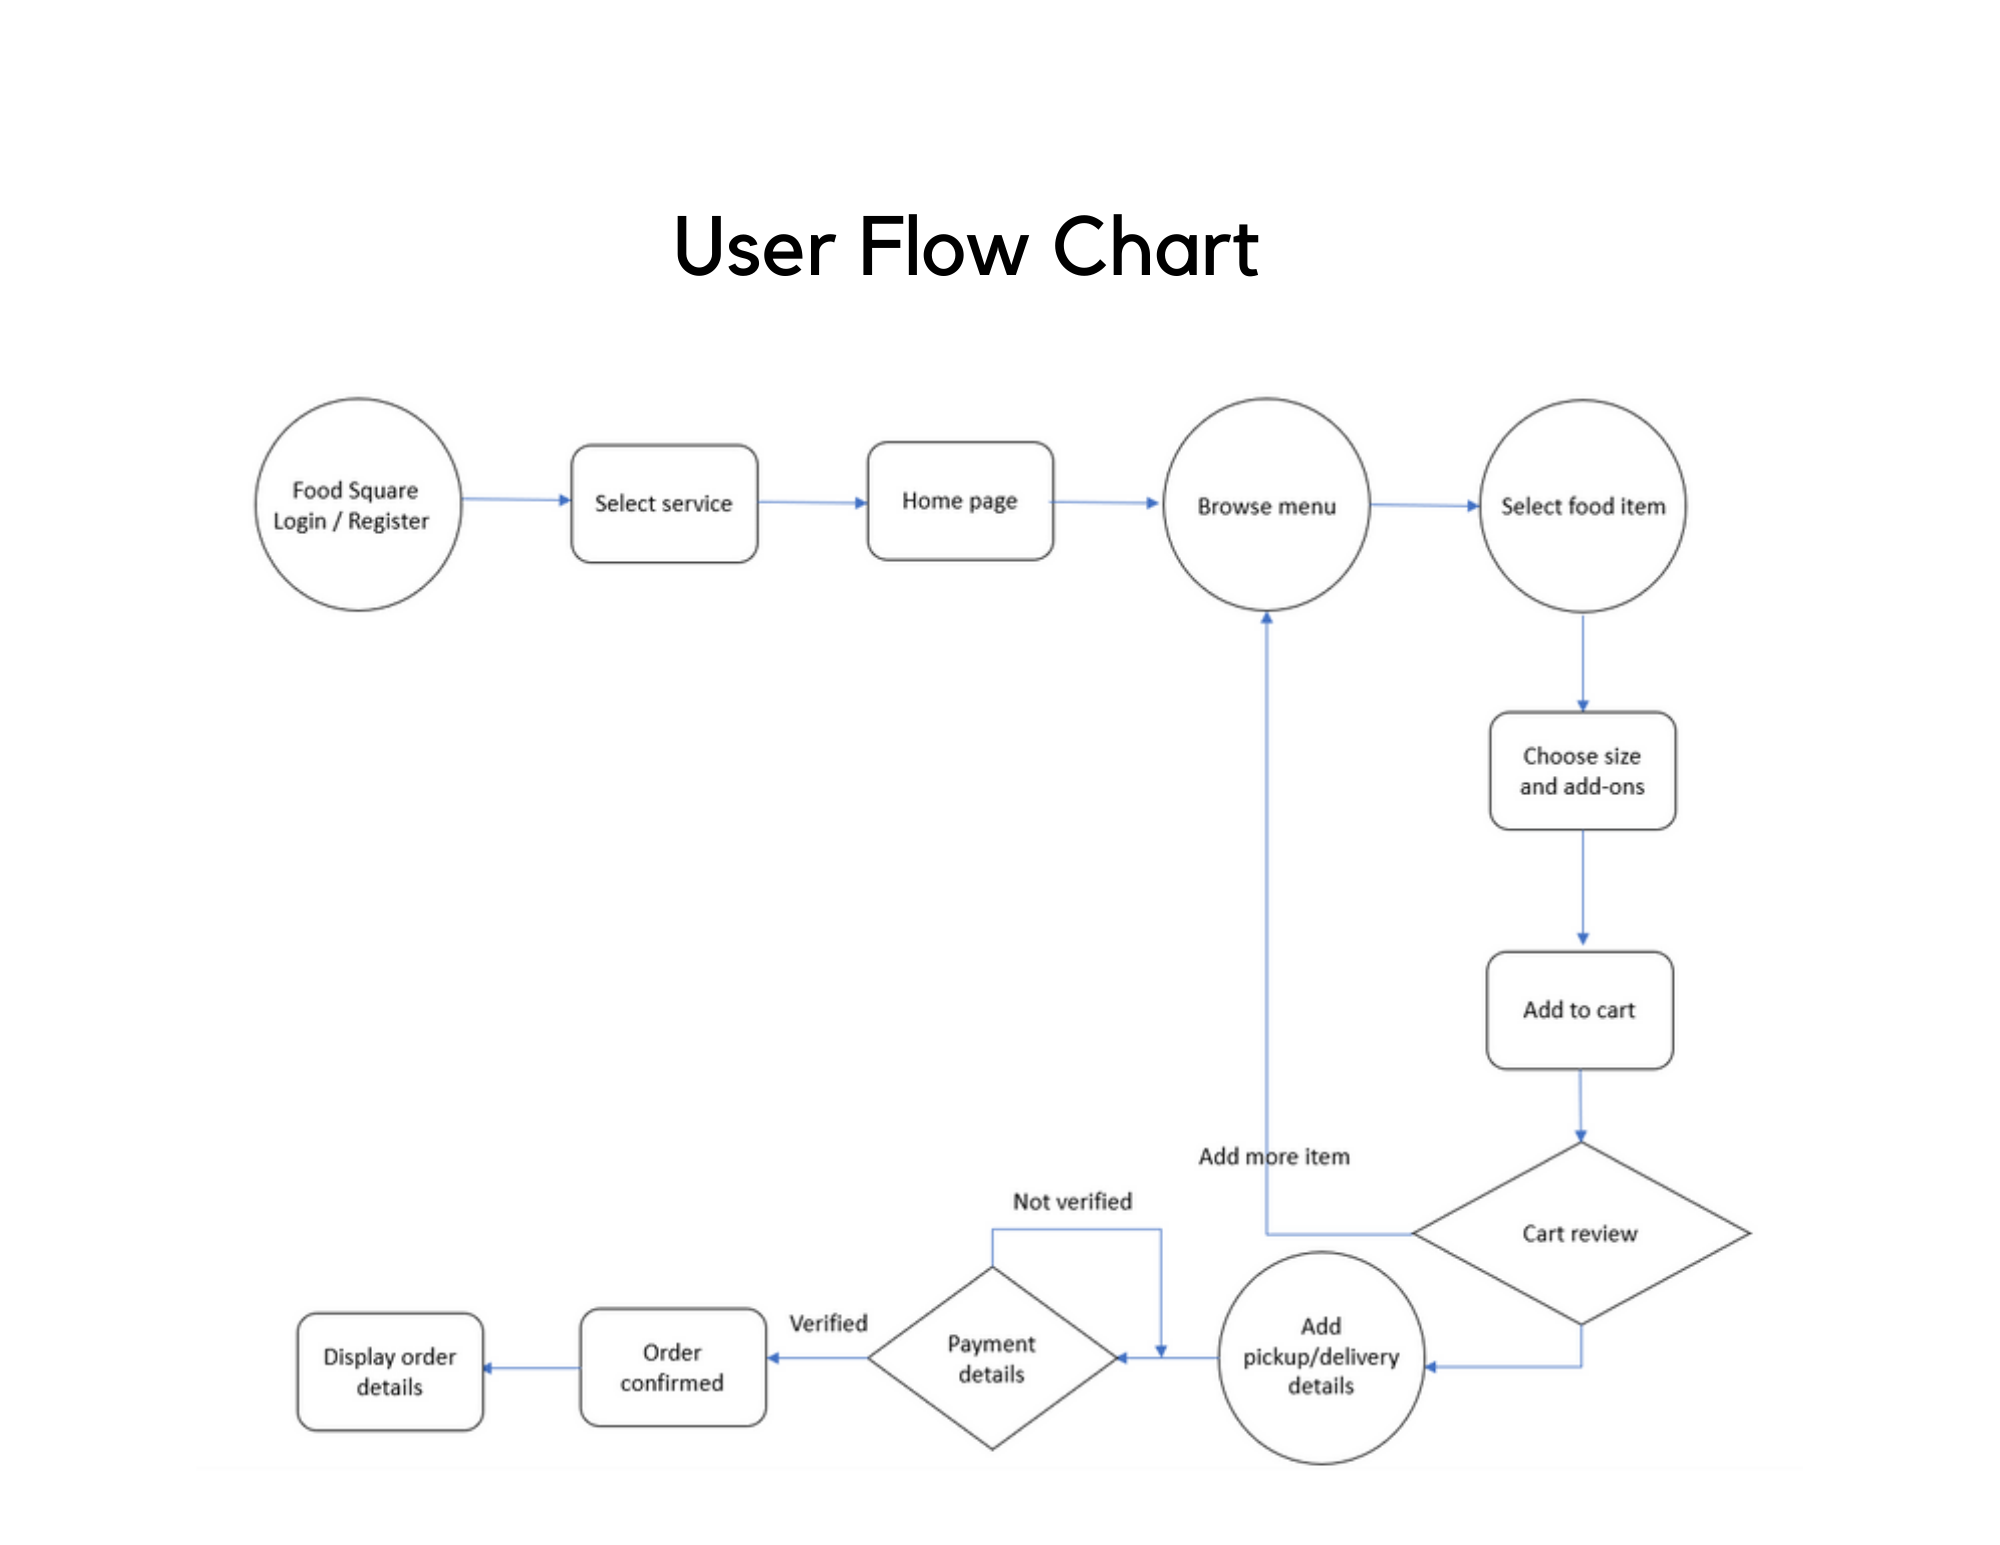 User Flow Chart
Food Square
Login / Register
Select service
Home page
Browse menu
Select food item
Choose size
and add-ons
Add to cart
Cart review
Add more item
Add
pickup/delivery
details
Not verified
Payment
details
Verified
Order
confirmed
Display order
details